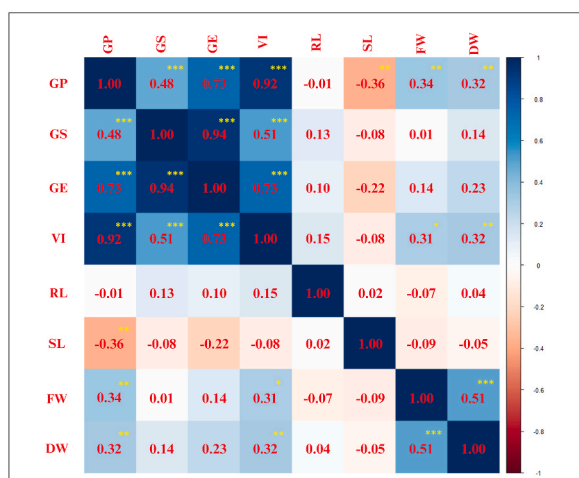 GP GS GE VI RL SL FW DW
*** *** *** ** ** **
GP 1.00 0.48 0.73 0.92 -0.01 -0.36 0.34 0.32
*** *** ***
GS 0.48 1.00 0.94 0.51 0.13 -0.08 0.01 0.14
*** *** ***
GE 0.73 0.94 1.00 0.73 0.10 -0.22 0.14 0.23
*** *** *** * **
VI 0.92 0.51 0.73 1.00 0.15 -0.08 0.31 0.32
RL -0.01 0.13 0.10 0.15 1.00 0.02 -0.07 0.04
**
SL -0.36 -0.08 -0.22 -0.08 0.02 1.00 -0.09 -0.05
** * ***
FW 0.34 0.01 0.14 0.31 -0.07 -0.09 1.00 0.51
** ** ***
DW 0.32 0.14 0.23 0.32 0.04 -0.05 0.51 1.00
1
0.8
0.6
0.4
0.2
0
-0.2
-0.4
-0.6
-0.8
-1